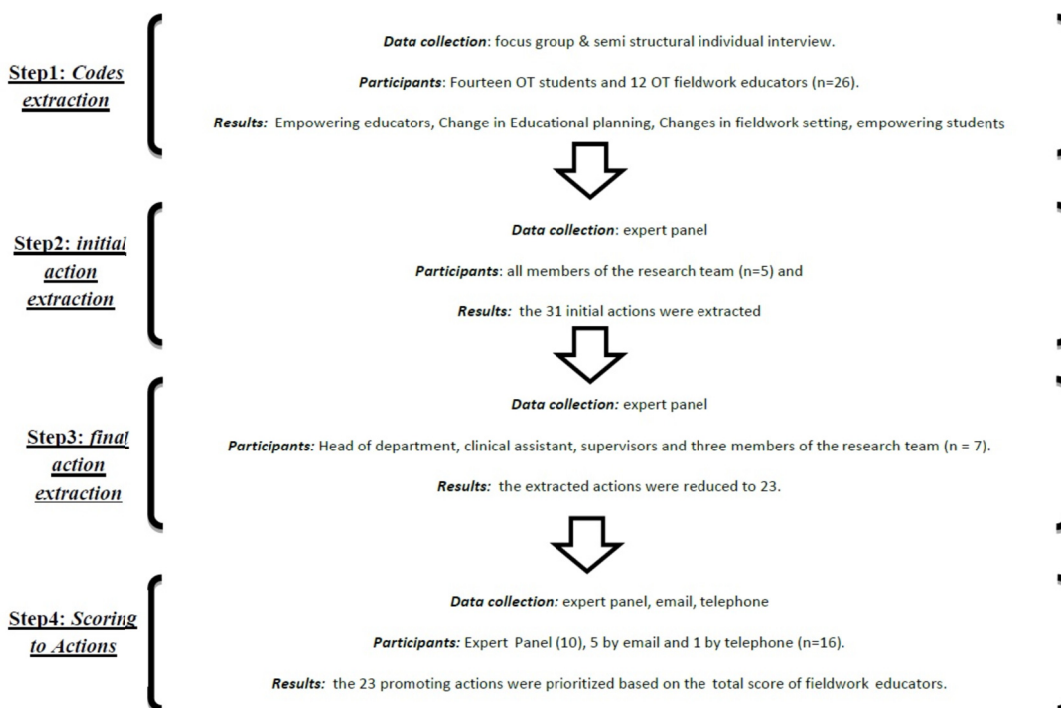 Step1: Codes
extraction
Data collection: focus group & semi structural individual interview.
Participants: Fourteen OT students and 12 OT fieldwork educators (n=26).
Results: Empowering educators, Change in Educational planning, Changes in fieldwork setting, empowering students
Step2: initial
action
extraction
Data collection: expert panel
Participants: all members of the research team (n=5) and
Results: the 31 initial actions were extracted
Step3: final
action
extraction
Data collection: expert panel
Participants: Head of department, clinical assistant, supervisors and three members of the research team (n = 7).
Results: the extracted actions were reduced to 23.
Step4: Scoring
to Actions
Data collection: expert panel, email, telephone
Participants: Expert Panel (10), 5 by email and 1 by telephone (n=16).
Results: the 23 promoting actions were prioritized based on the total score of fieldwork educators.